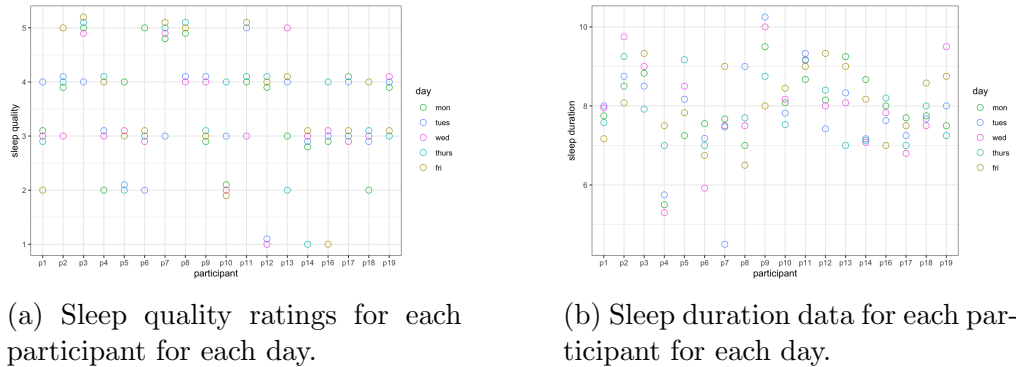 5
4
3
2
1
sleep quality
p1 p2 p3 p4 p5 p6 p7 p8 p9 p10 p11 p12 p13 p14 p16 p17 p18 p19
participant
day
mon
tues
wed
thurs
fri
10
8
6
sleep duration
p1 p2 p3 p4 p5 p6 p7 p8 p9 p10 p11 p12 p13 p14 p16 p17 p18 p19
participant
day
mon
tues
wed
thurs
fri
(a) Sleep quality ratings for each
participant for each day.
(b) Sleep duration data for each par-
ticipant for each day.